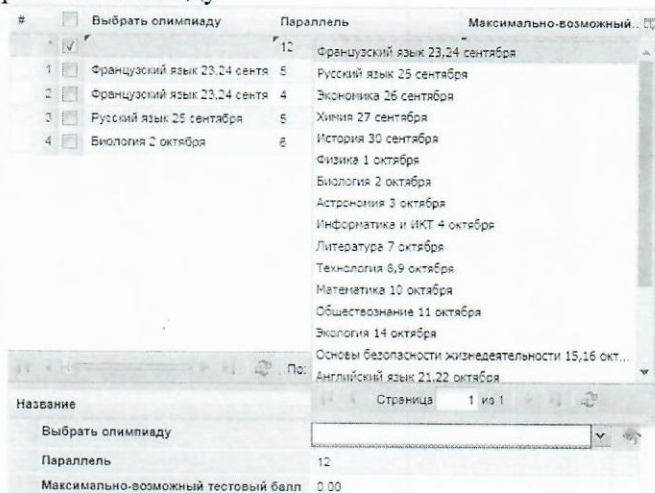 # Выбрать олимпиаду Параллель Максимально-возможный..
* 12
1 Французский язык 23,24 сентя 5
2 Французский язык 23,24 сентя 4
3 Русский язык 25 сентября 5
4 Биология 2 октября 6
Французский язык 23,24 сентября
Русский язык 25 сентября
Экономика 26 сентября
Химия 27 сентября
История 30 сентября
Физика 1 октября
Биология 2 октября
Астрономия 3 октября
Информатика и ИКТ 4 октября
Литература 7 октября
Технология 8,9 октября
Математика 10 октября
Обществознание 11 октября
Экология 14 октября
Основы безопасности жизнедеятельности 15,16 окт...
Английский язык 21,22 октября
По:
Страница 1 из 1
Название
Выбрать олимпиаду
Параллель 12
Максимально-возможный тестовый балл 0.00